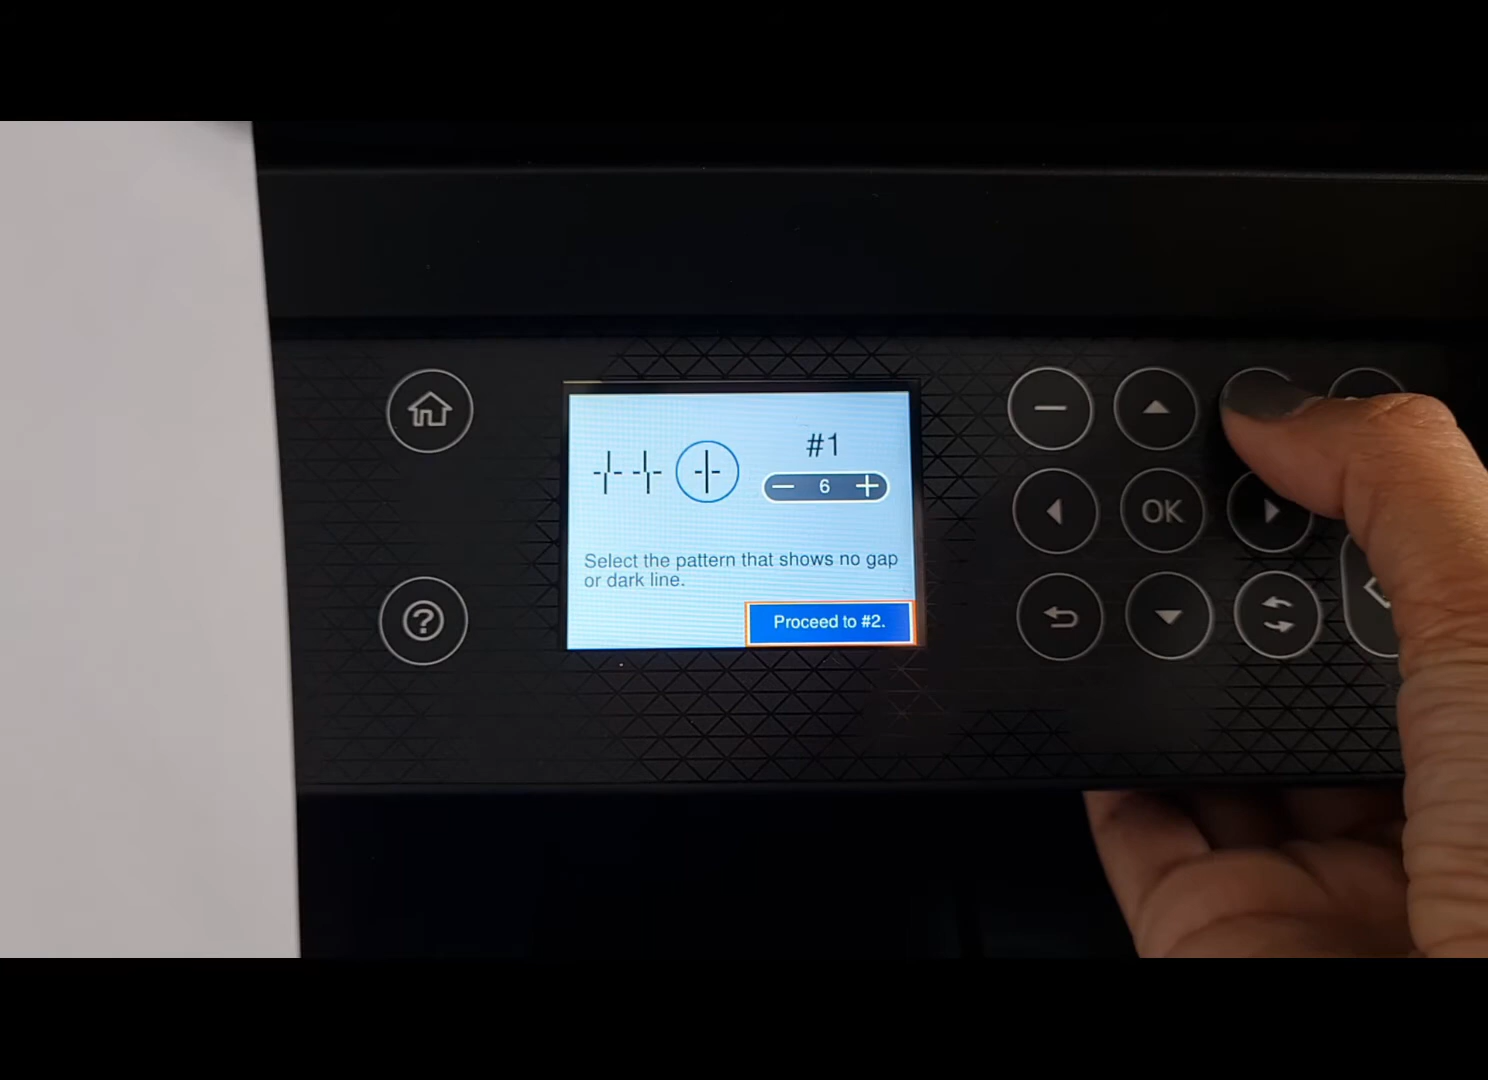 #1
− 6 +
Select the pattern that shows no gap
or dark line.
Proceed to #2.
OK
?